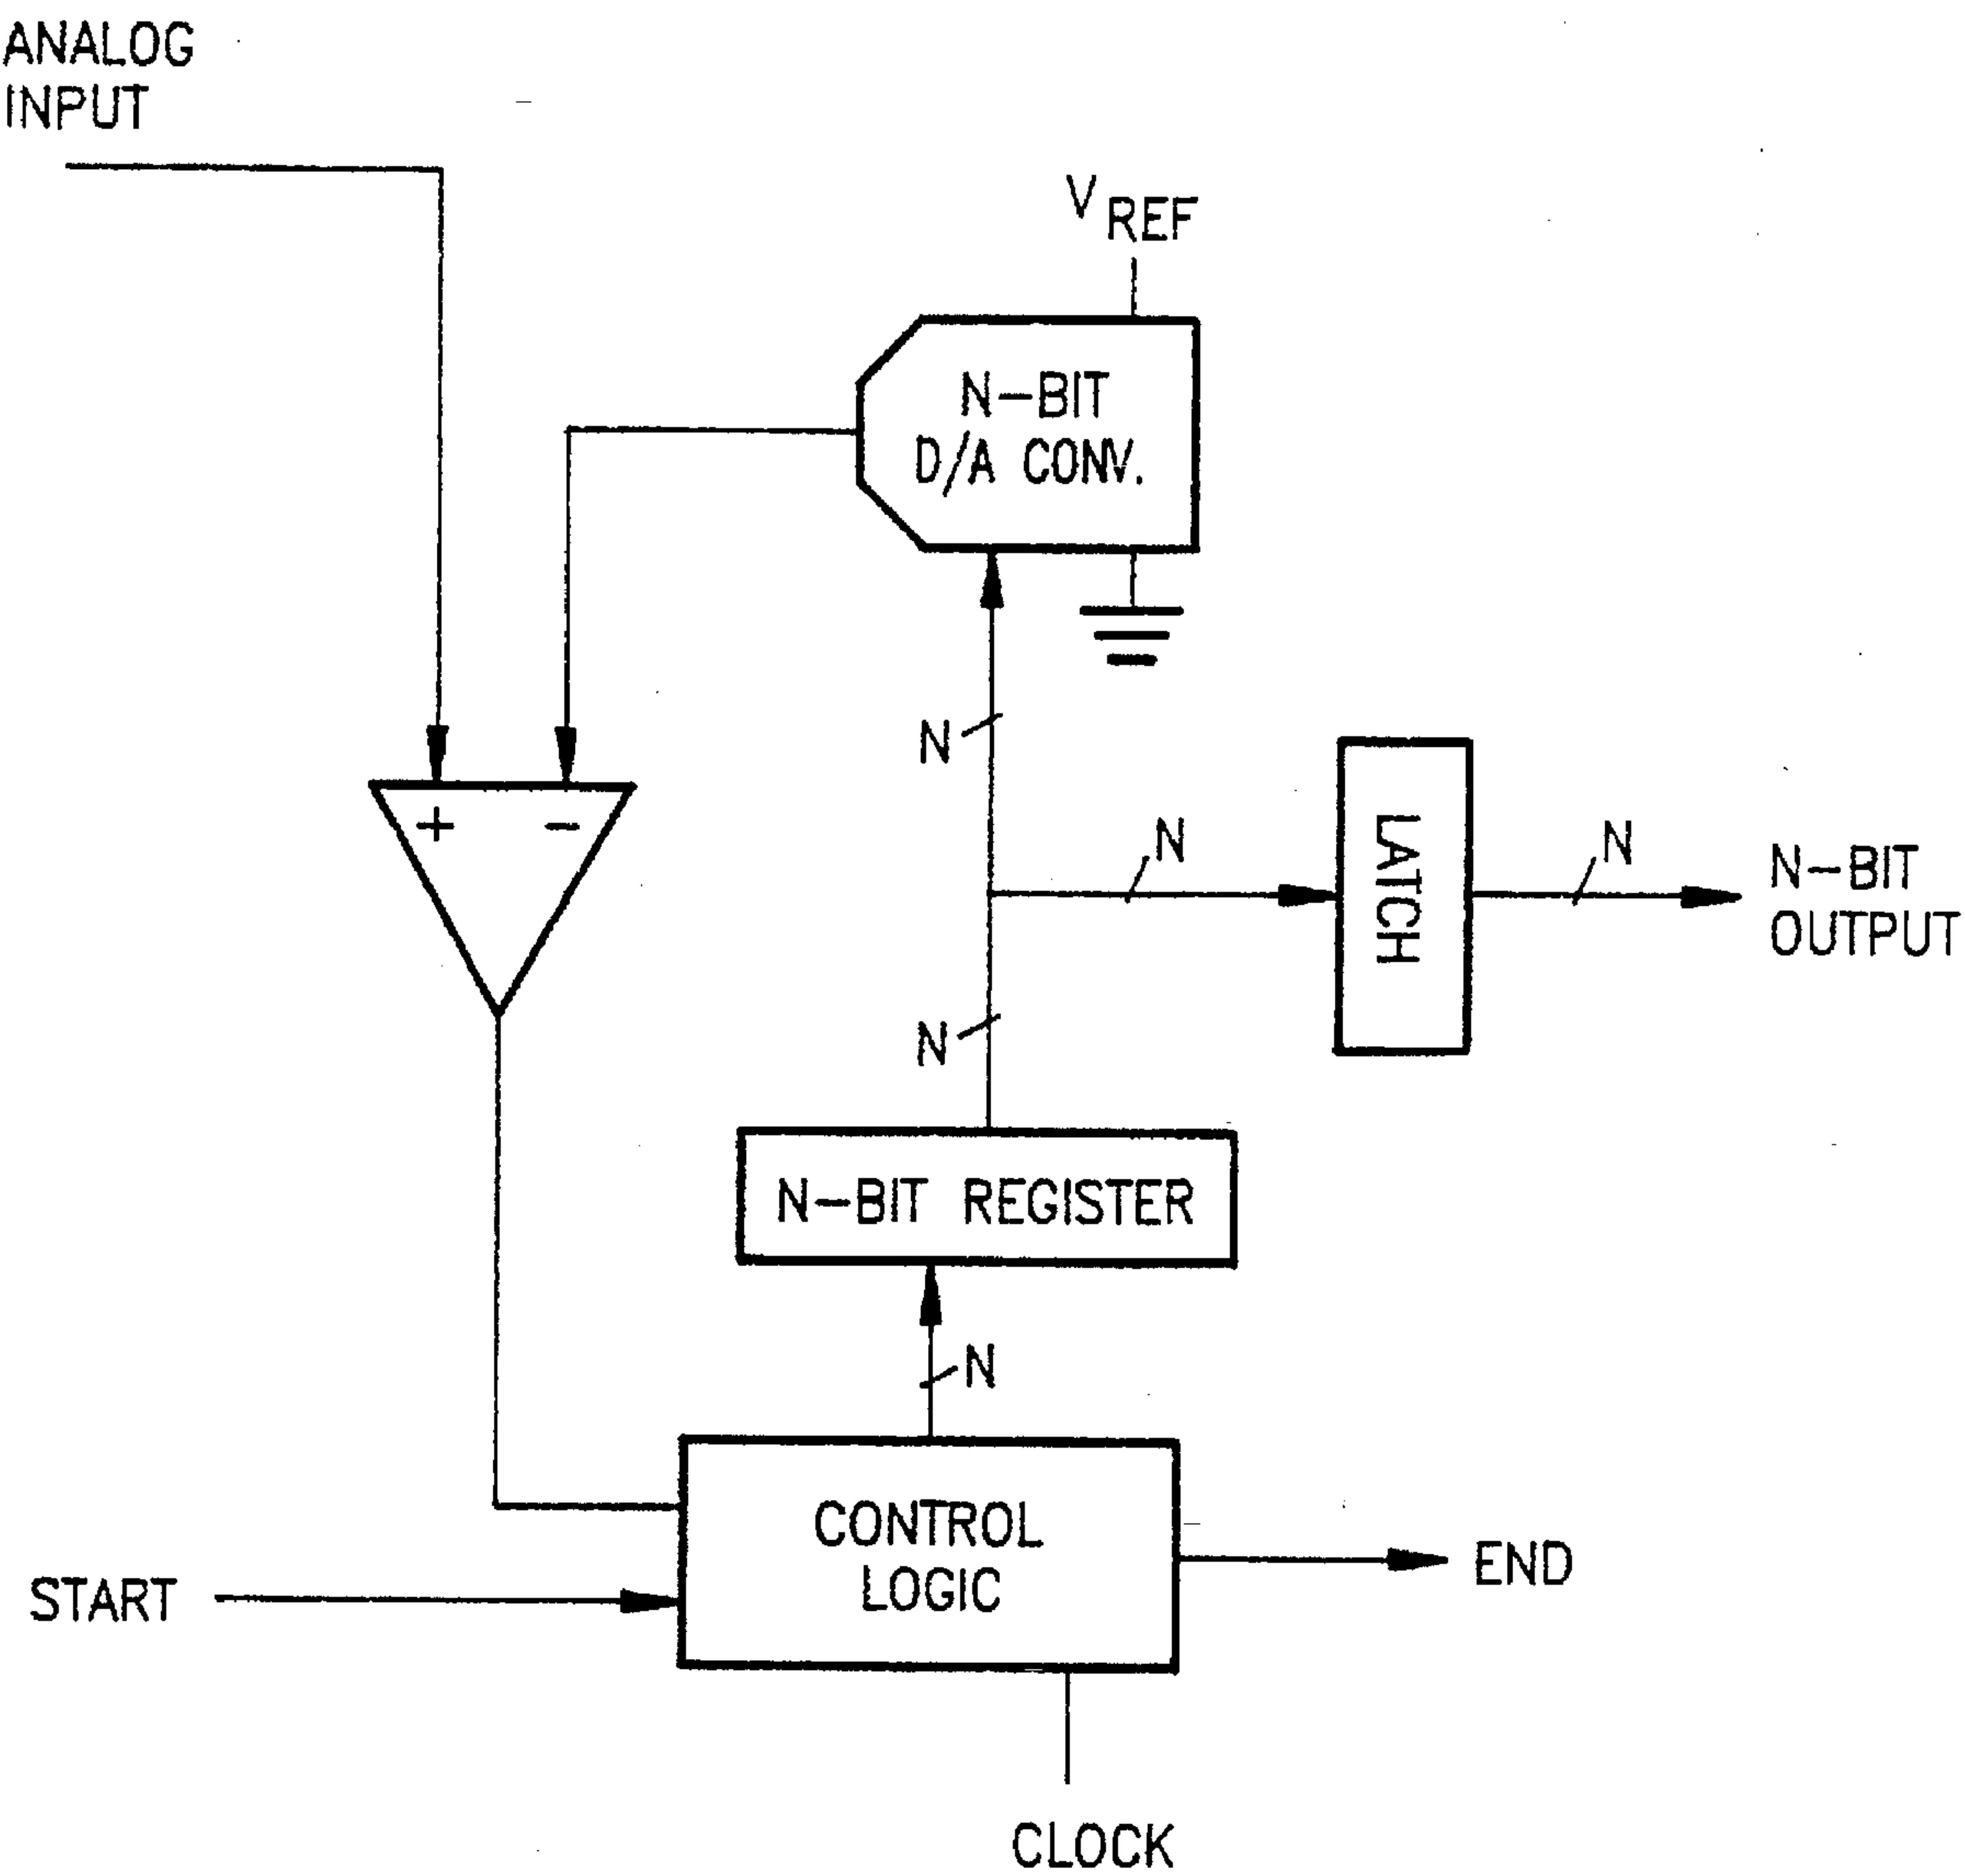 ANALOG
INPUT
V REF
N-BIT
D/A CONV.
N
+ -
N
LATCH
N
N-BIT
OUTPUT
N
N-BIT REGISTER
N
CONTROL
LOGIC
START
END
CLOCK